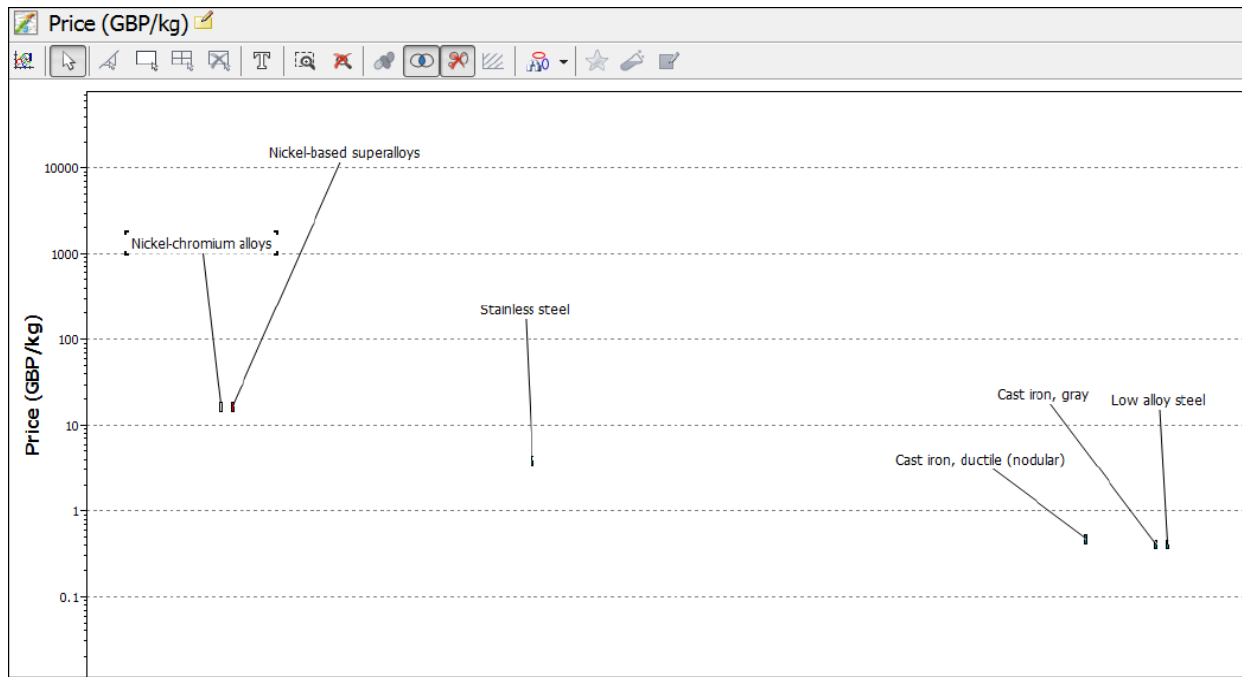 Price (GBP/kg)
Nickel-based superalloys
10000
Nickel-chromium alloys
1000
Stainless steel
100
Price (GBP/kg)
Cast iron, gray
Low alloy steel
10
Cast iron, ductile (nodular)
1
0.1